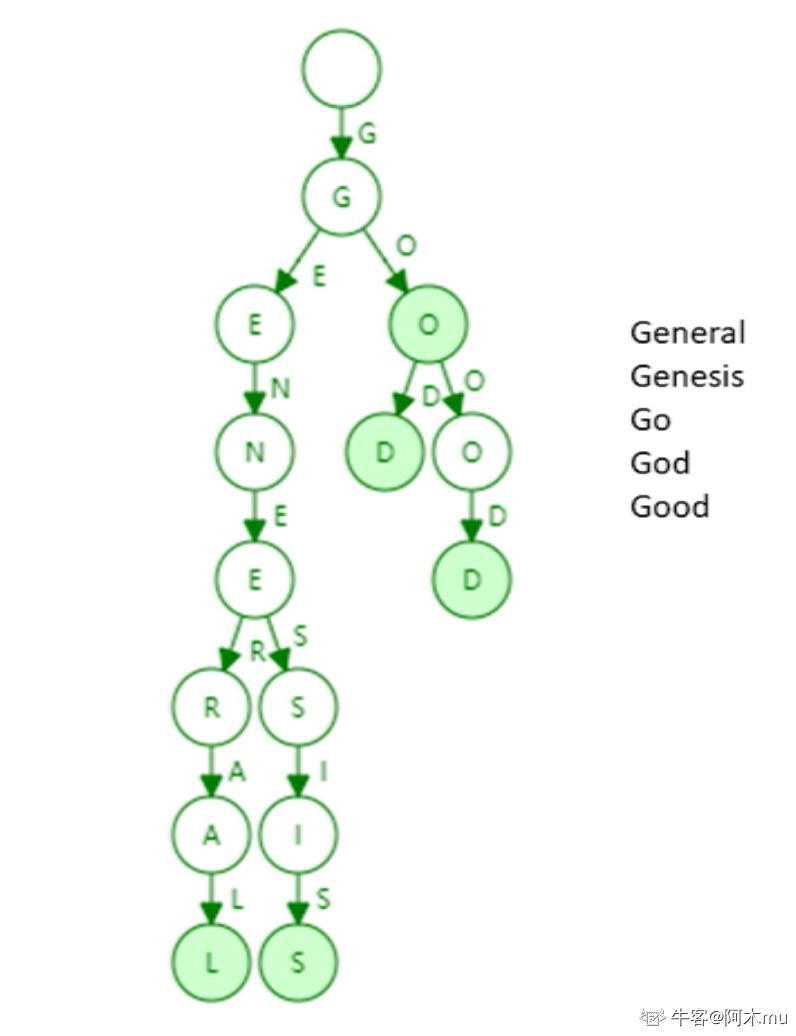 G
G
E O
E O
N D O
N D O
E D
E D
R S
R S
A I
A I
L S
L S
General
Genesis
Go
God
Good
牛客@阿木mu